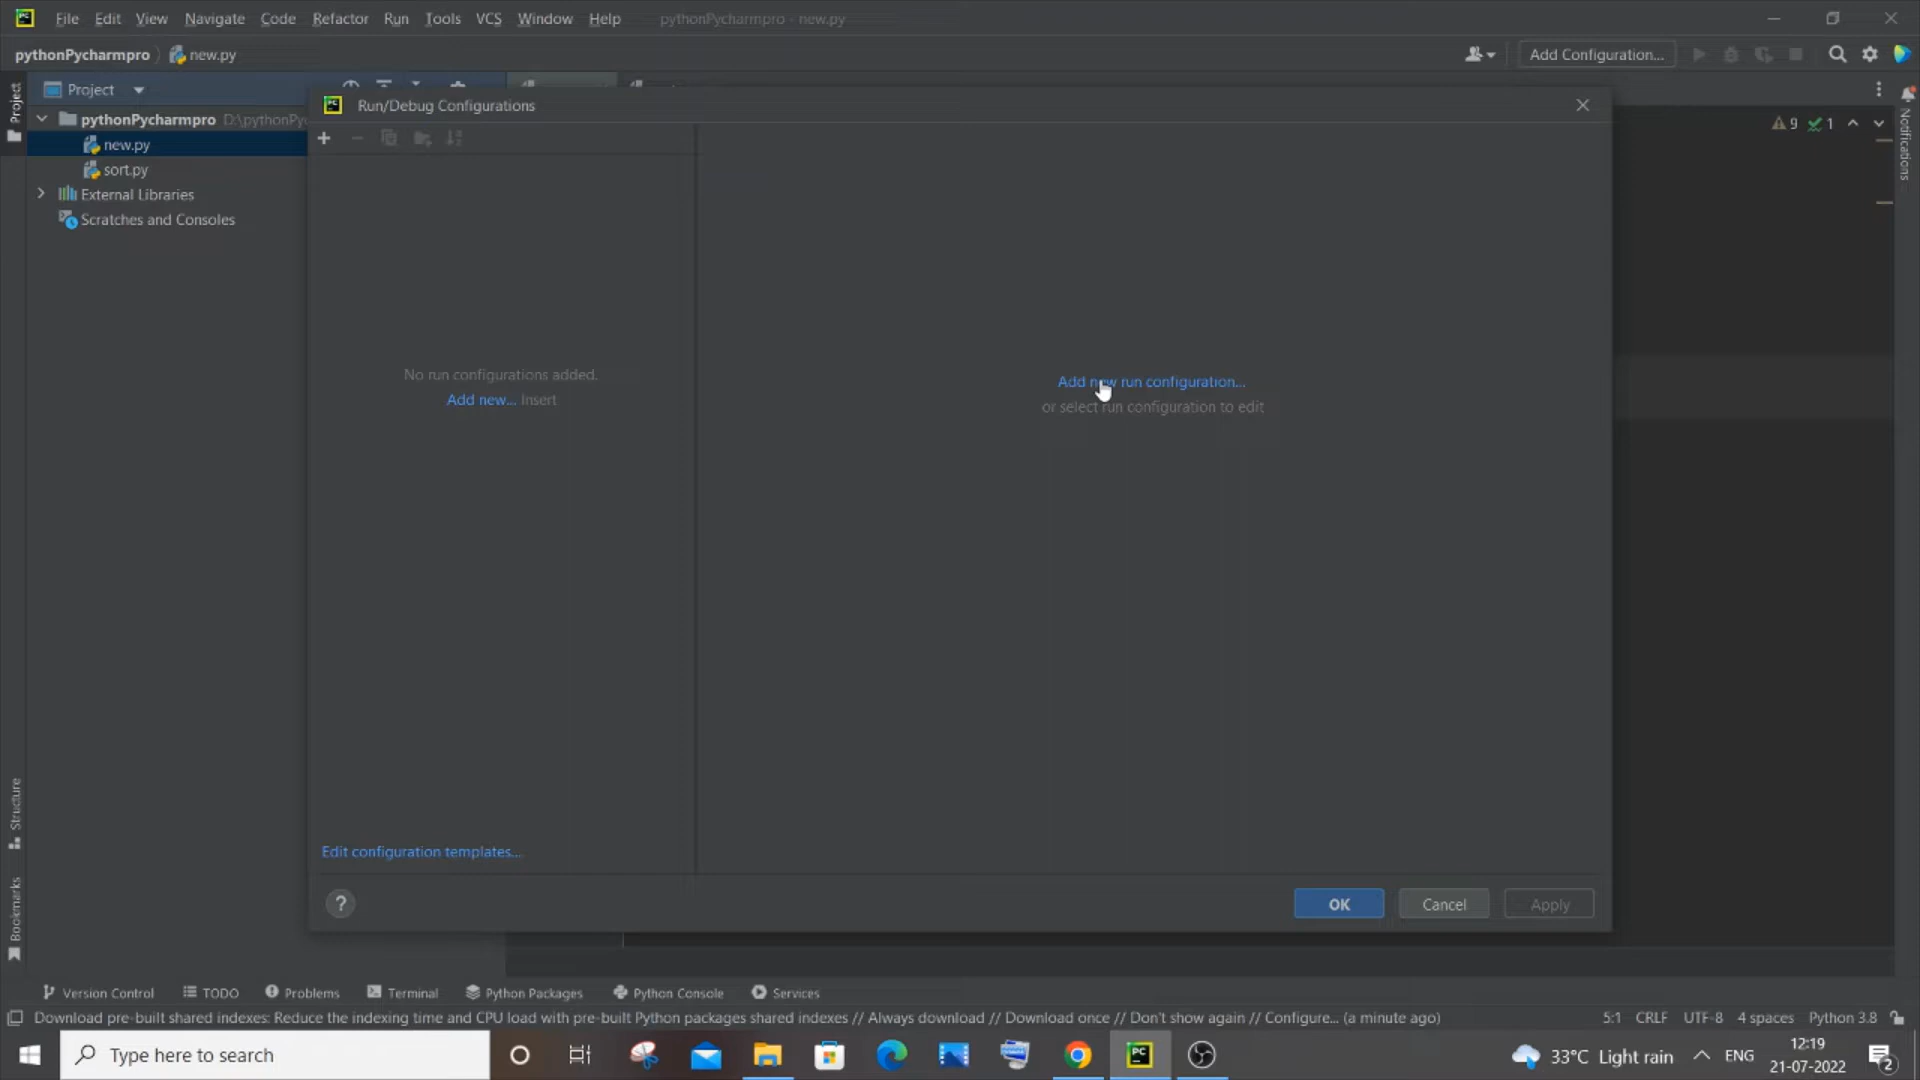 File Edit View Navigate Code Refactor Run Tools VCS Window Help pythonPycharmpro - new.py
pythonPycharmpro new.py Add Configuration...
Project Project
Run/Debug Configurations
pythonPycharmpro
new.py
9 1
Notifications
sort.py
External Libraries
Scratches and Consoles
No run configurations added.
Add new... Insert
Add new run configuration...
or select run configuration to edit
Structure
Edit configuration templates...
Bookmarks
? OK Cancel Apply
Version Control TODO Problems Terminal Python Packages Python Console Services
Download pre-built shared indexes: Reduce the indexing time and CPU load with pre-built Python packages shared indexes // Always download // Download once // Don't show again // Configure... (a minute ago) 5:1 CRLF UTF-8 4 spaces Python 3.8
Type here to search
33°C Light rain ENG
12:19
21-07-2022
2